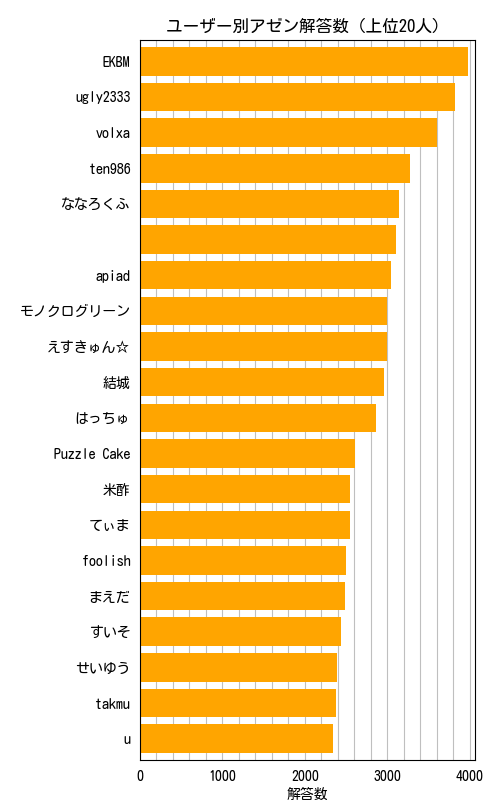 ユーザー別アゼン解答数 (上位20人)
EKBM
ugly2333
volxa
ten986
ななろくふ
apiad
モノクログリーン
えすきゅん☆
結城
はっちゅ
Puzzle Cake
米酢
てぃま
foolish
まえだ
すいそ
せいゆう
takmu
u
0 1000 2000 3000 4000
解答数